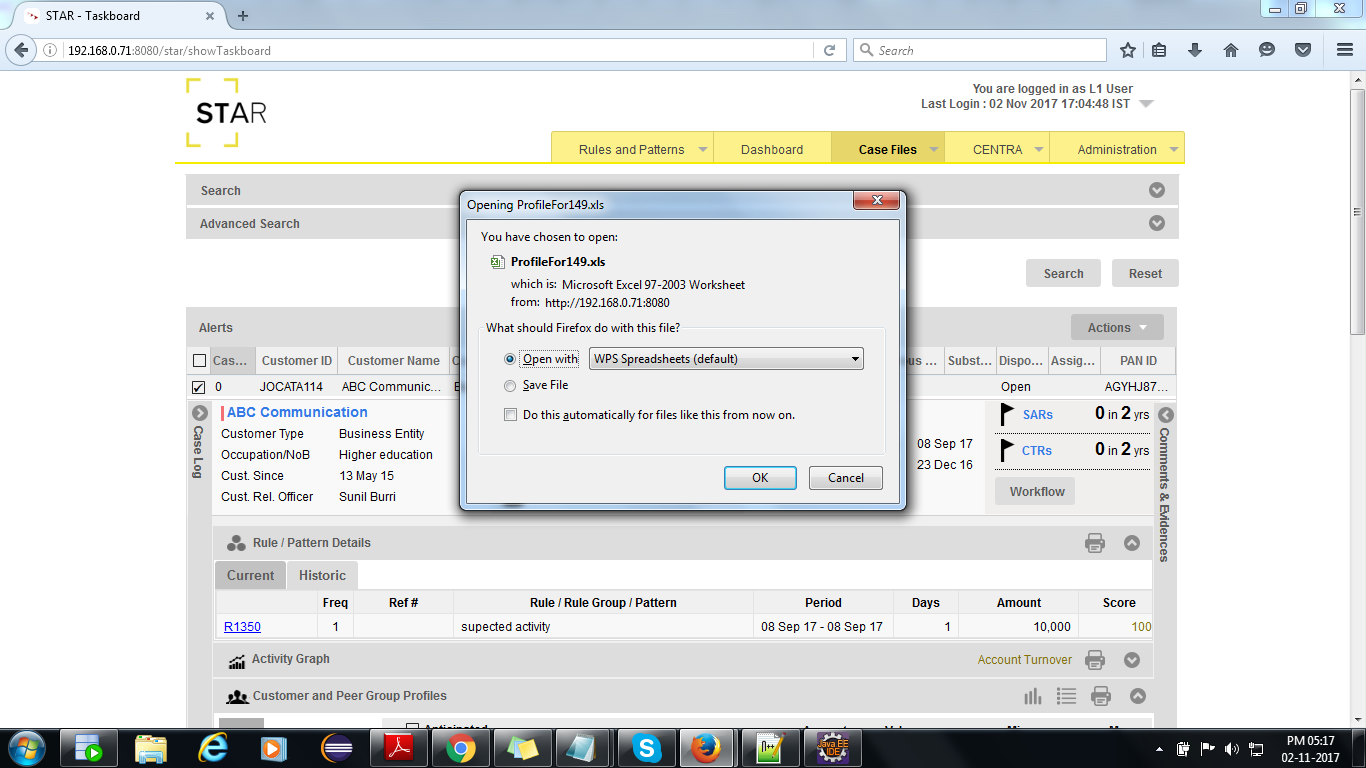 STAR - Taskboard
192.168.0.71:8080/star/showTaskboard
Search
STAR
You are logged in as L1 User
Last Login : 02 Nov 2017 17:04:48 IST
Rules and Patterns
Dashboard
Case Files
CENTRA
Administration
Search
Advanced Search
Search
Reset
Alerts
Actions
Cas...
Customer ID
Customer Name
Subst...
Dispo...
Assig...
PAN ID
0
JOCATA114
ABC Communic...
Open
AGYHJ87...
Case Log
ABC Communication
Customer Type Business Entity
Occupation/NoB Higher education
Cust. Since 13 May 15
Cust. Rel. Officer Sunil Burri
08 Sep 17
23 Dec 16
SARs 0 in 2 yrs
CTRs 0 in 2 yrs
Workflow
Comments & Evidences
Opening ProfileFor149.xls
You have chosen to open:
ProfileFor149.xls
which is: Microsoft Excel 97-2003 Worksheet
from: http://192.168.0.71:8080
What should Firefox do with this file?
Open with WPS Spreadsheets (default)
Save File
Do this automatically for files like this from now on.
OK
Cancel
Rule / Pattern Details
Current
Historic
Freq Ref # Rule / Rule Group / Pattern Period Days Amount Score
R1350 1 supected activity 08 Sep 17 - 08 Sep 17 1 10,000 100
Activity Graph
Account Turnover
Customer and Peer Group Profiles
Anticipated
PM 05:17
02-11-2017